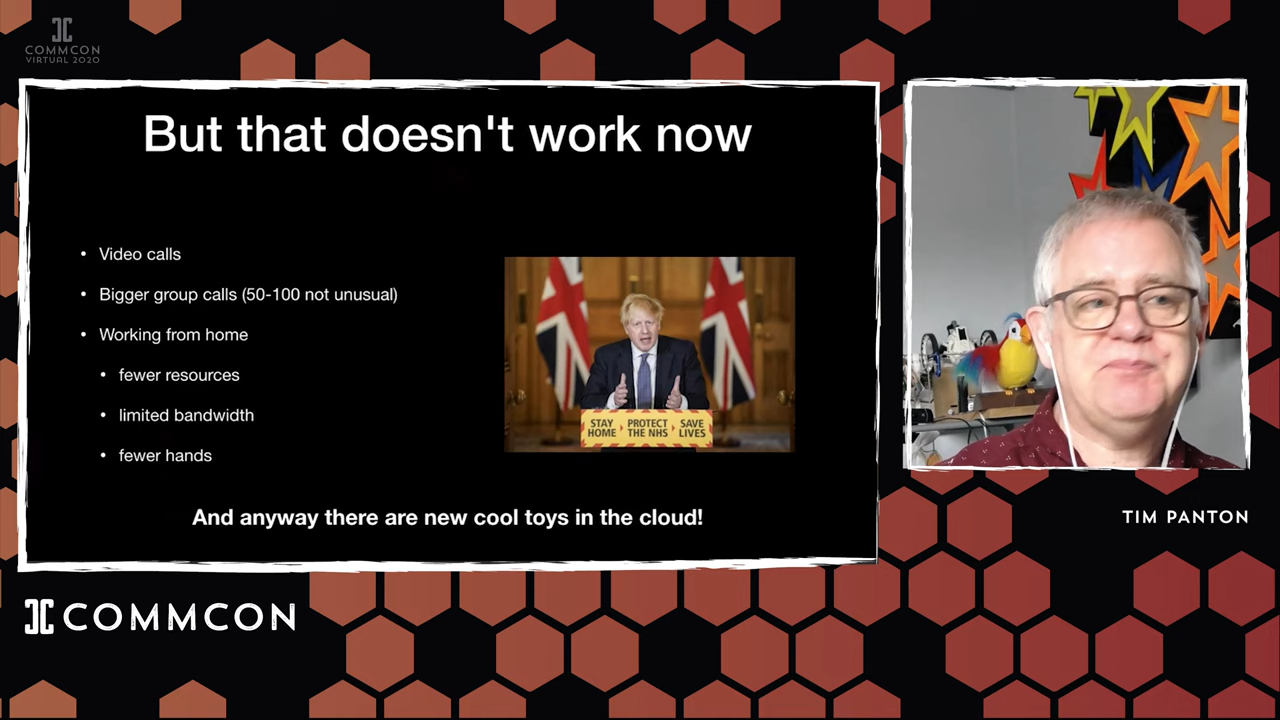 COMMCON
VIRTUAL 2020
But that doesn't work now
• Video calls
• Bigger group calls (50-100 not unusual)
• Working from home
• fewer resources
• limited bandwidth
• fewer hands
STAY HOME PROTECT THE NHS SAVE LIVES
And anyway there are new cool toys in the cloud!
TIM PANTON
COMMCON